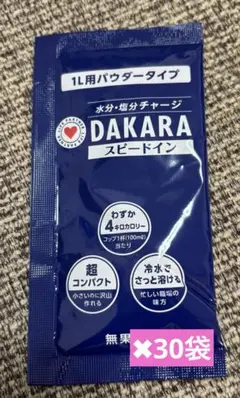 1L用パウダータイプ
水分・塩分チャージ
DAKARA
スピードイン
わずか
4キロカロリー
コップ1杯(100ml)
当たり
超
コンパクト
小さいのに沢山
作れる
冷水で
さっと溶ける
忙しい職場の
味方
無果
✖30袋